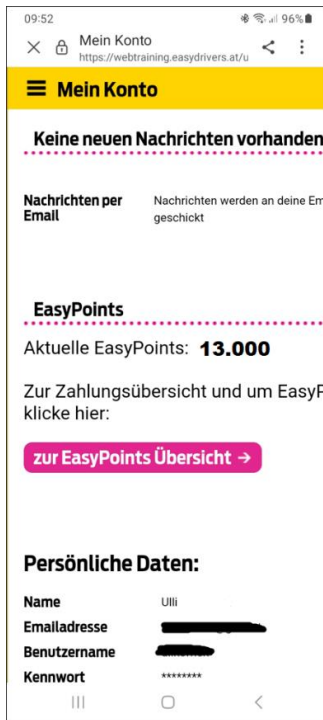 09:52 96%
Mein Konto
https://webtraining.easydrivers.at/u
Mein Konto
Keine neuen Nachrichten vorhanden
Nachrichten per Email
Nachrichten werden an deine Em
geschickt
EasyPoints
Aktuelle EasyPoints: 13.000
Zur Zahlungsübersicht und um EasyP
klicke hier:
zur EasyPoints Übersicht →
Persönliche Daten:
Name Ulli
Emailadresse
Benutzername
Kennwort ********